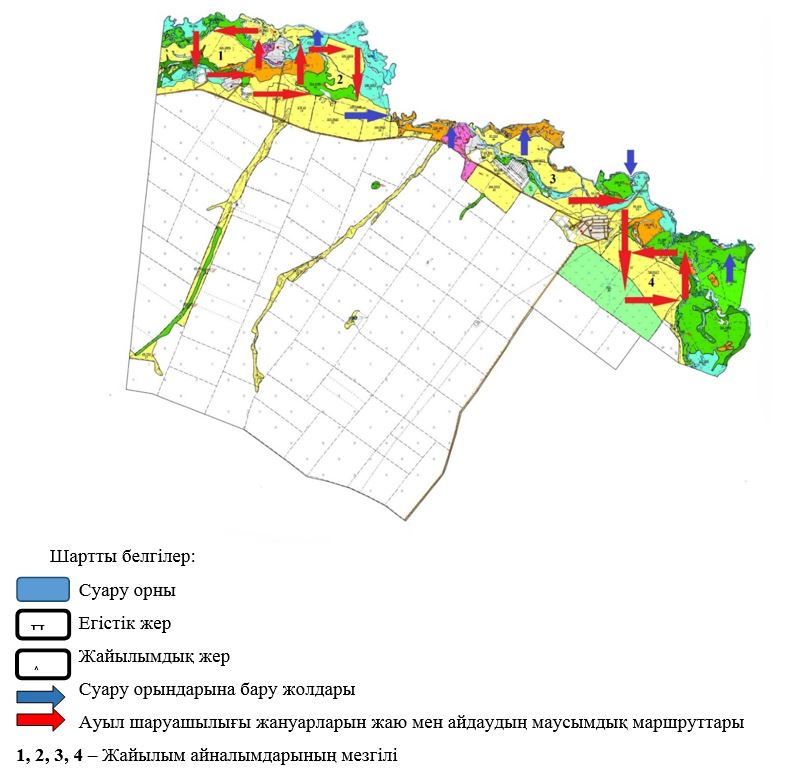 1
2
3
4
Шартты белгілер:
Суару орны
Егістік жер
Жайылымдық жер
Суару орындарына бару жолдары
Ауыл шаруашылығы жануарларын жаю мен айдаудың маусымдық маршруттары
1, 2, 3, 4 – Жайылым айналымдарының мезгілі